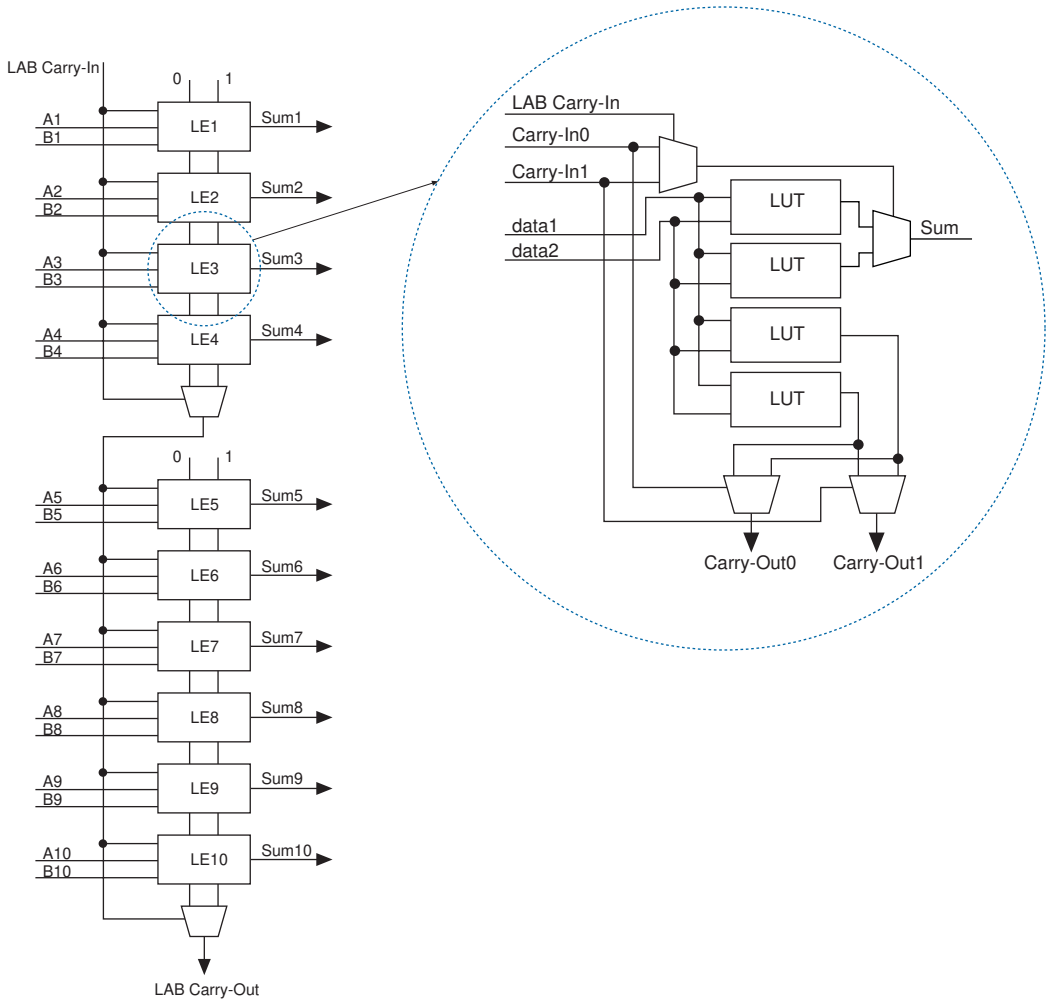 LAB Carry-In
0 1
A1
B1
LE1
Sum1
A2
B2
LE2
Sum2
A3
B3
LE3
Sum3
A4
B4
LE4
Sum4
0 1
A5
B5
LE5
Sum5
A6
B6
LE6
Sum6
A7
B7
LE7
Sum7
A8
B8
LE8
Sum8
A9
B9
LE9
Sum9
A10
B10
LE10
Sum10
LAB Carry-Out
LAB Carry-In
Carry-In0
Carry-In1
data1
data2
LUT
LUT
LUT
LUT
Sum
Carry-Out0
Carry-Out1